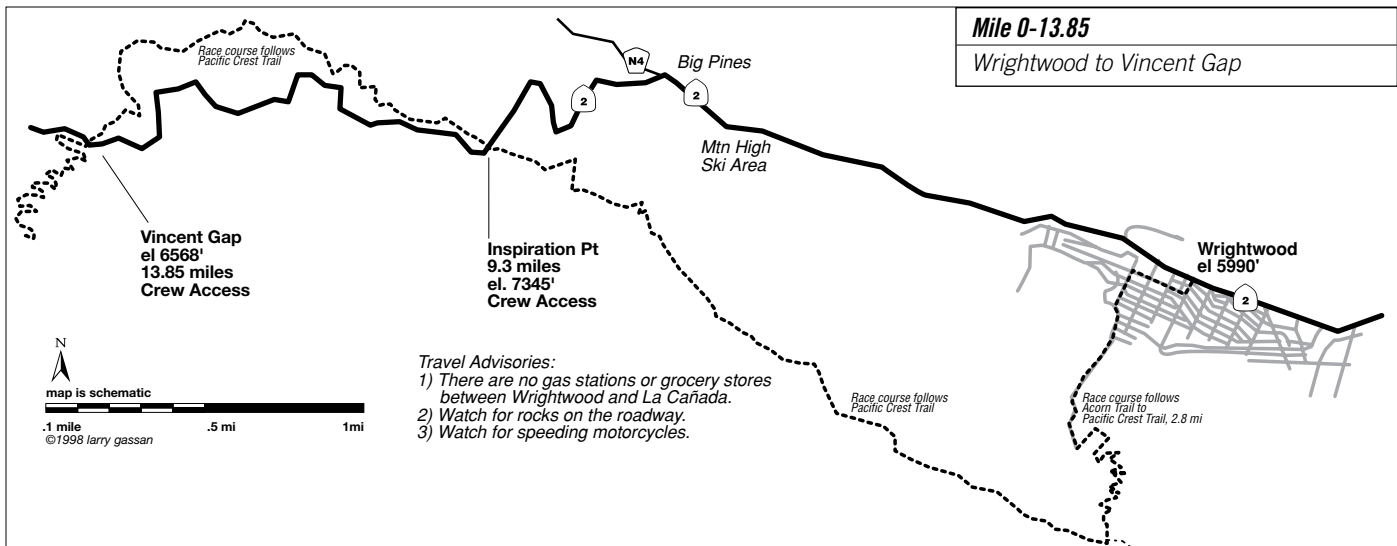 Mile 0-13.85
Wrightwood to Vincent Gap
Race course follows
Pacific Crest Trail
N4
Big Pines
2
2
Mtn High
Ski Area
Vincent Gap
el 6568'
13.85 miles
Crew Access
Inspiration Pt
9.3 miles
el. 7345'
Crew Access
Wrightwood
el 5990'
2
N
map is schematic
.1 mile .5 mi 1mi
©1998 larry gassan
Travel Advisories:
1) There are no gas stations or grocery stores
between Wrightwood and La Cañada.
2) Watch for rocks on the roadway.
3) Watch for speeding motorcycles.
Race course follows
Pacific Crest Trail
Race course follows
Acorn Trail to
Pacific Crest Trail, 2.8 mi